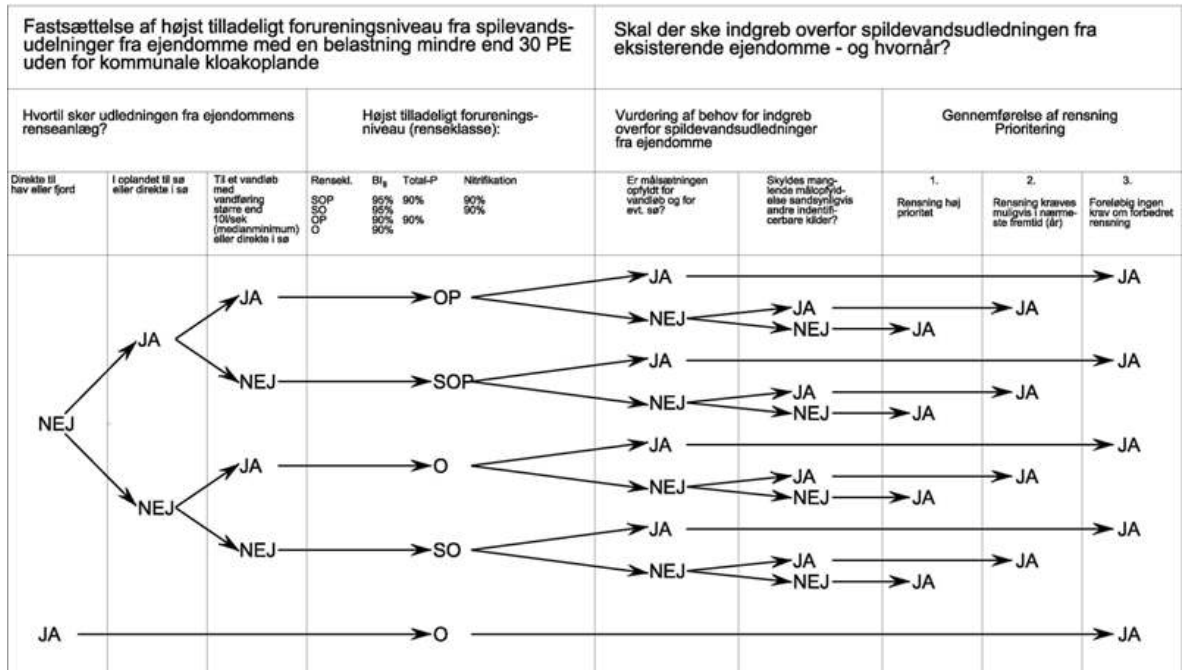 Fastsættelse af højst tilladeligt forureningsniveau fra spilevands-
udelninger fra ejendomme med en belastning mindre end 30 PE
uden for kommunale kloakoplande
Skal der ske indgreb overfor spildevandsudledningen fra
eksisterende ejendomme - og hvornår?
Hvortil sker udledningen fra ejendommens
renseanlæg?
Højst tilladeligt forurenings-
niveau (renseklasse):
Vurdering af behov for indgreb
overfor spildevandsudledninger
fra ejendomme
Gennemførelse af rensning
Prioritering
Direkte til
hav eller fjord
I oplandet til sø
eller direkte i sø
Til et vandløb
med
vandføring
større end
10l/sek
(medianminimum)
eller direkte i sø
Rensekl. BI5 Total-P Nitrifikation
SOP 95% 90% 90%
SO 95% 90%
OP 90% 90%
O 90%
Er målsætningen
opfyldt for
vandløb og for
evt. sø?
Skyldes mang-
lende målopfyld-
else sandsynligvis
andre indentifi-
cerbare kilder?
1.
Rensning høj
prioritet
2.
Rensning kræves
muligvis i nærme-
ste fremtid (år)
3.
Foreløbig ingen
krav om forbedret
rensning
JA JA
JA OP
NEJ JA JA
NEJ JA
JA
JA JA
NEJ SOP
NEJ JA JA
NEJ JA
NEJ
JA JA
JA O
NEJ JA JA
NEJ JA
NEJ
JA JA
NEJ SO
NEJ JA JA
NEJ JA
JA O JA